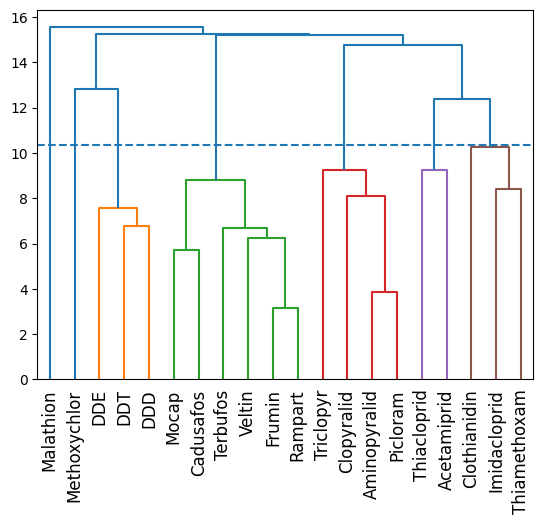 16
14
12
10
8
6
4
2
0
Malathion
Methoxychlor
DDE
DDT
DDD
Mocap
Cadusafos
Terbufos
Veltin
Frumin
Rampart
Triclopyr
Clopyralid
Aminopyralid
Picloram
Thiacloprid
Acetamiprid
Clothianidin
Imidacloprid
Thiamethoxam